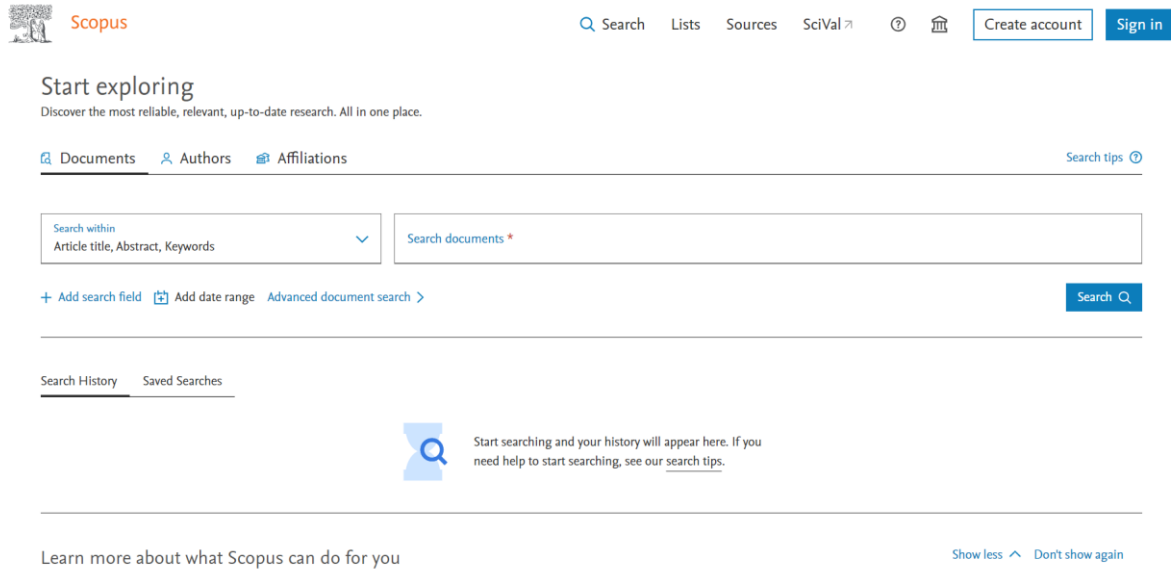 Scopus
Search Lists Sources SciVal Create account Sign in
Start exploring
Discover the most reliable, relevant, up-to-date research. All in one place.
Documents Authors Affiliations Search tips
Search within
Article title, Abstract, Keywords
Search documents *
Add search field Add date range Advanced document search
Search
Search History Saved Searches
Start searching and your history will appear here. If you
need help to start searching, see our search tips.
Learn more about what Scopus can do for you
Show less Don't show again